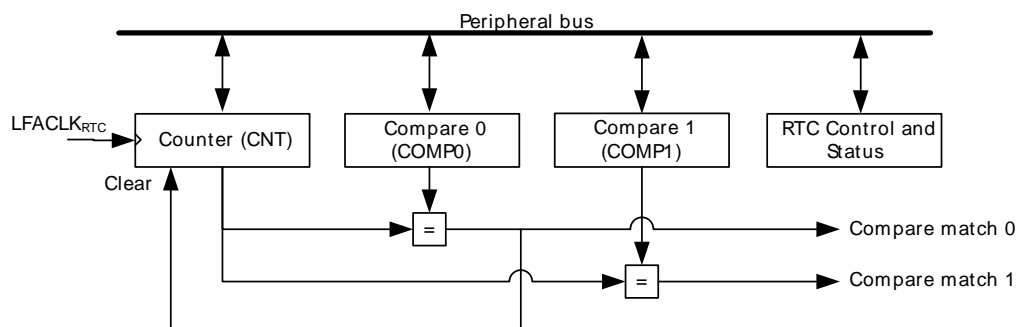 Peripheral bus
LFACLKRTC
Counter (CNT)
Compare 0
(COMP0)
Compare 1
(COMP1)
RTC Control and
Status
Clear
=
Compare match 0
=
Compare match 1